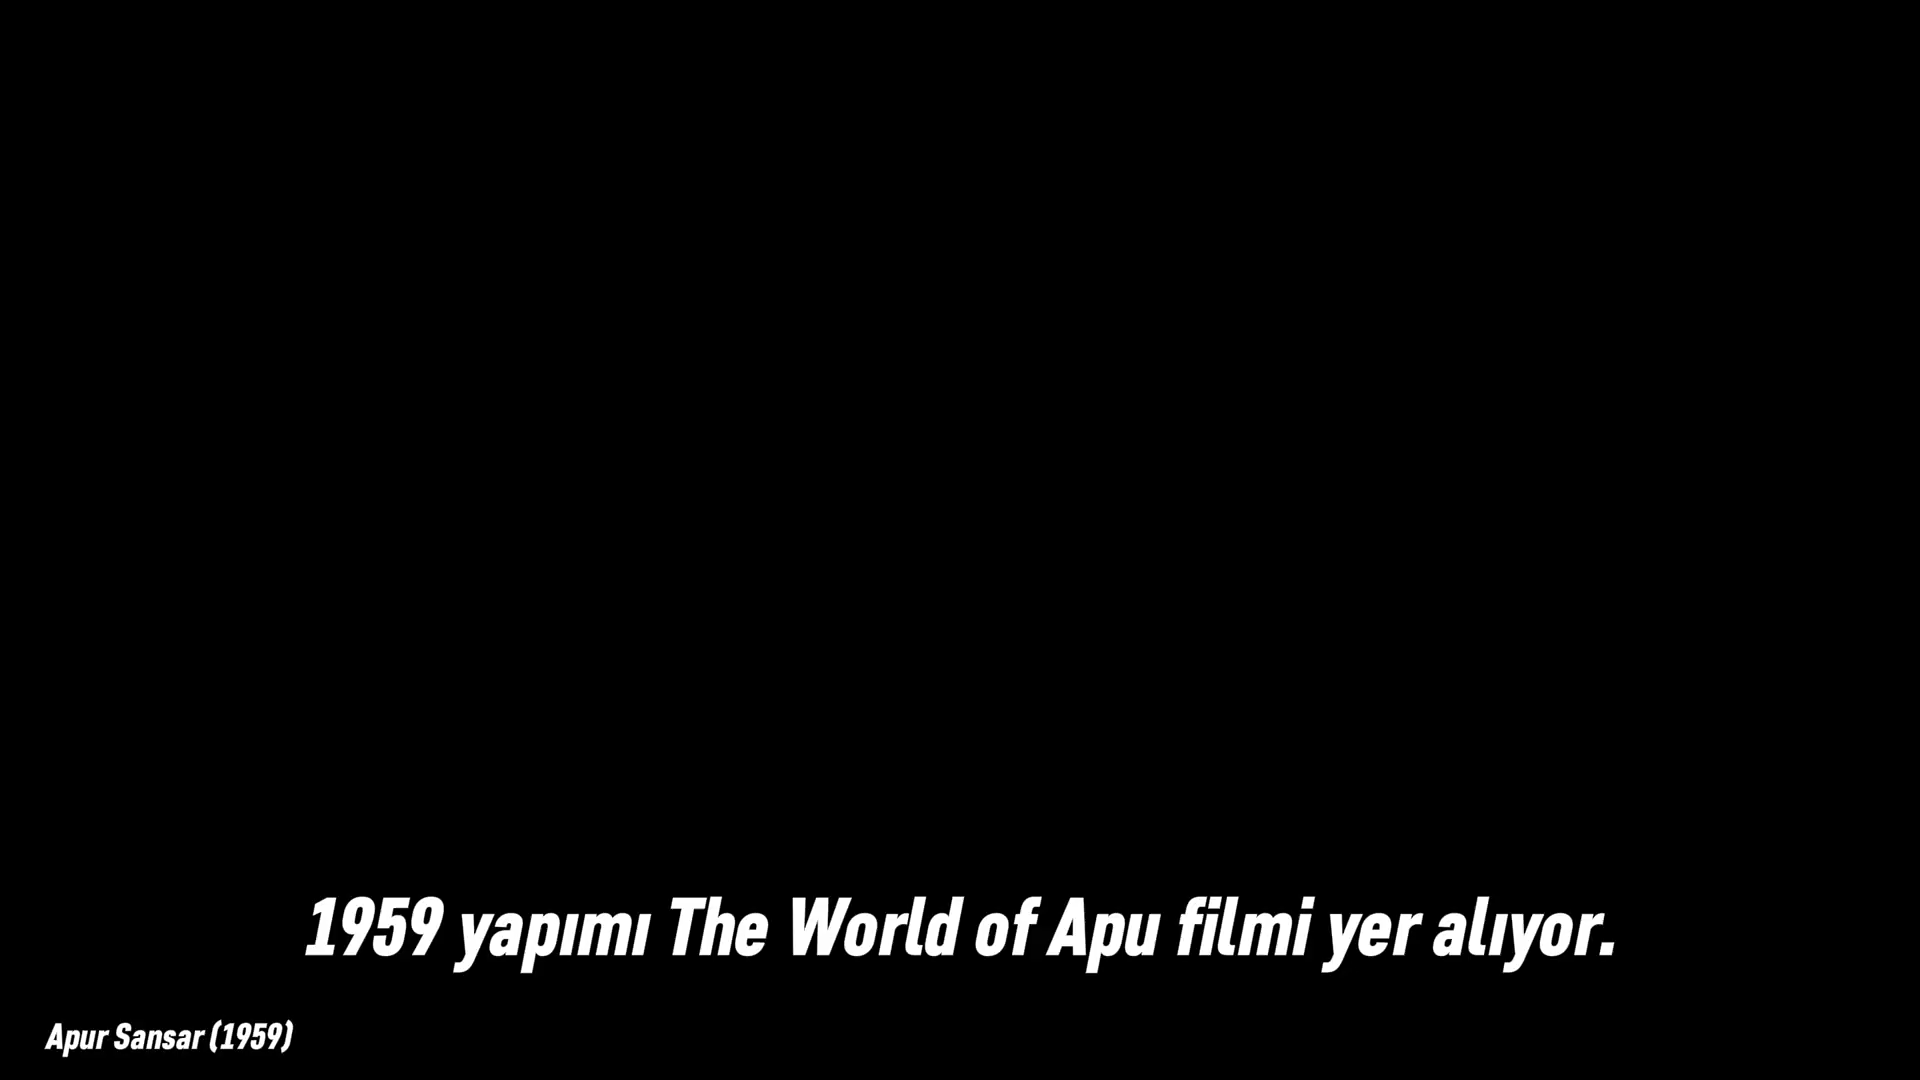 1959 yapımı The World of Apu filmi yer alıyor.
Apur Sansar (1959)